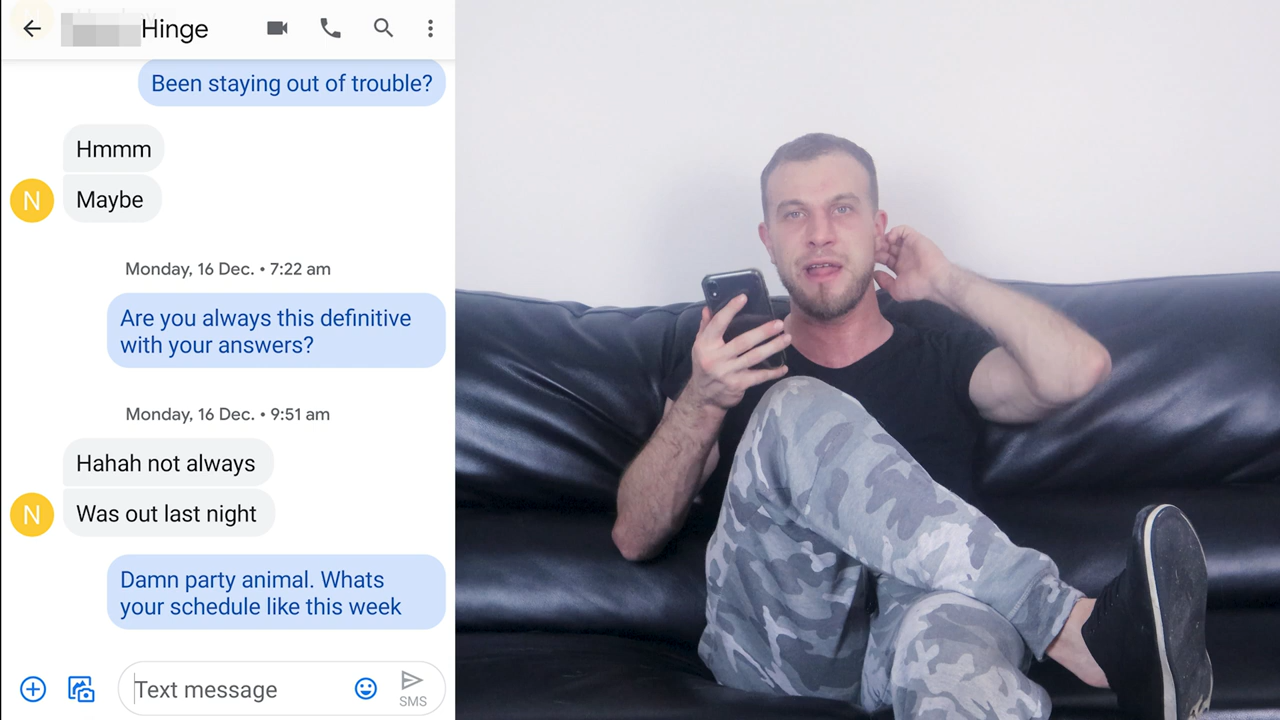 Hinge
Been staying out of trouble?
Hmmm
N
Maybe
Monday, 16 Dec. • 7:22 am
Are you always this definitive
with your answers?
Monday, 16 Dec. • 9:51 am
Hahah not always
N
Was out last night
Damn party animal. Whats
your schedule like this week
Text message
SMS